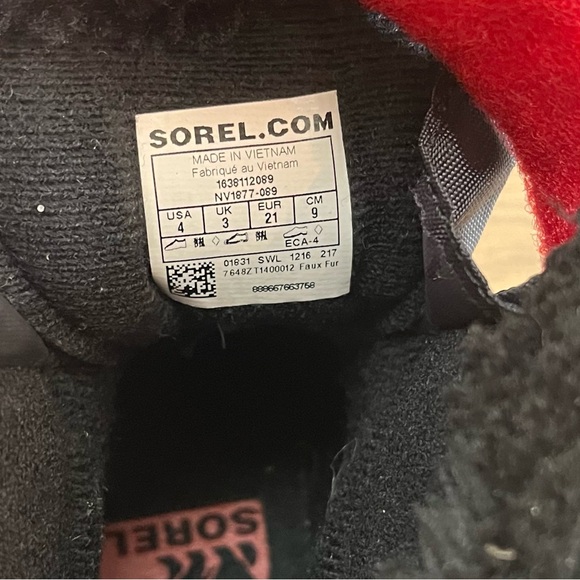 SOREL.COM
MADE IN VIETNAM
Fabriqué au Vietnam
1638112089
NV1877-089
USA UK EUR CM
4 3 21 9
ECA-4
01831 SWL 1216 217
7648ZT1400012 Faux Fur
888667663758
SOREL